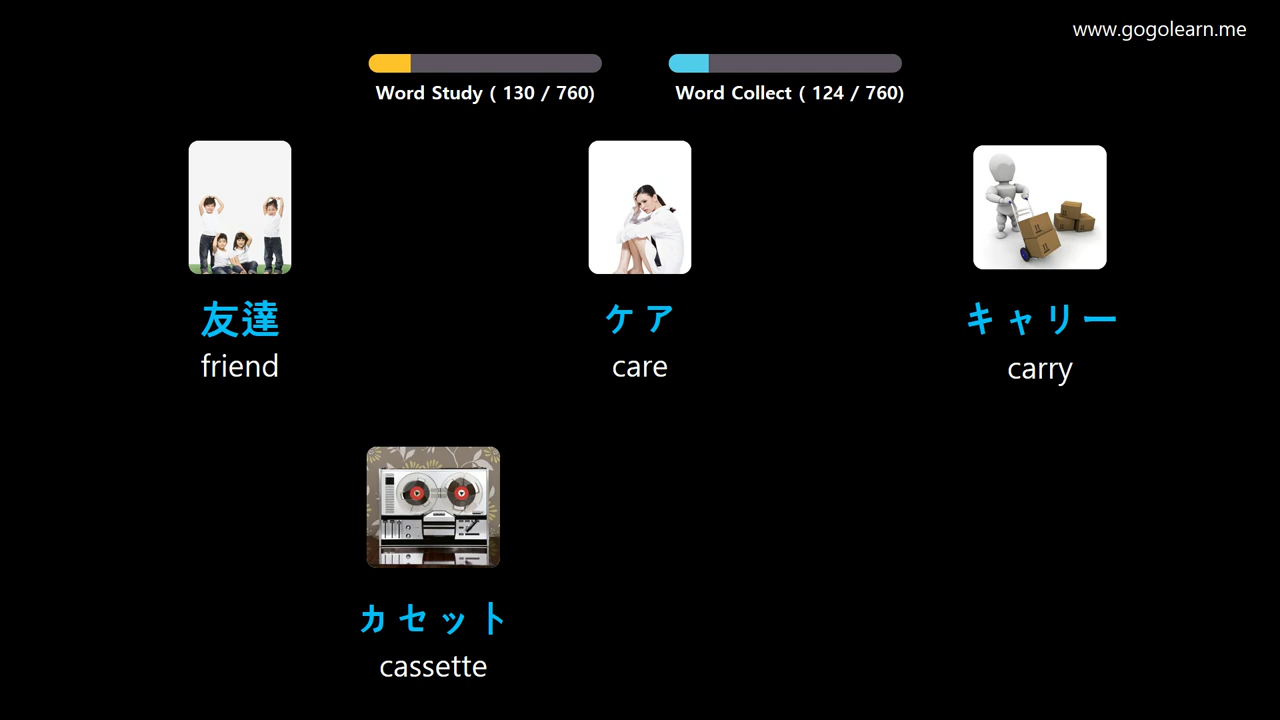 www.gogolearn.me
Word Study ( 130 / 760)
Word Collect ( 124 / 760)
友達
friend
ケア
care
キャリー
carry
カセット
cassette